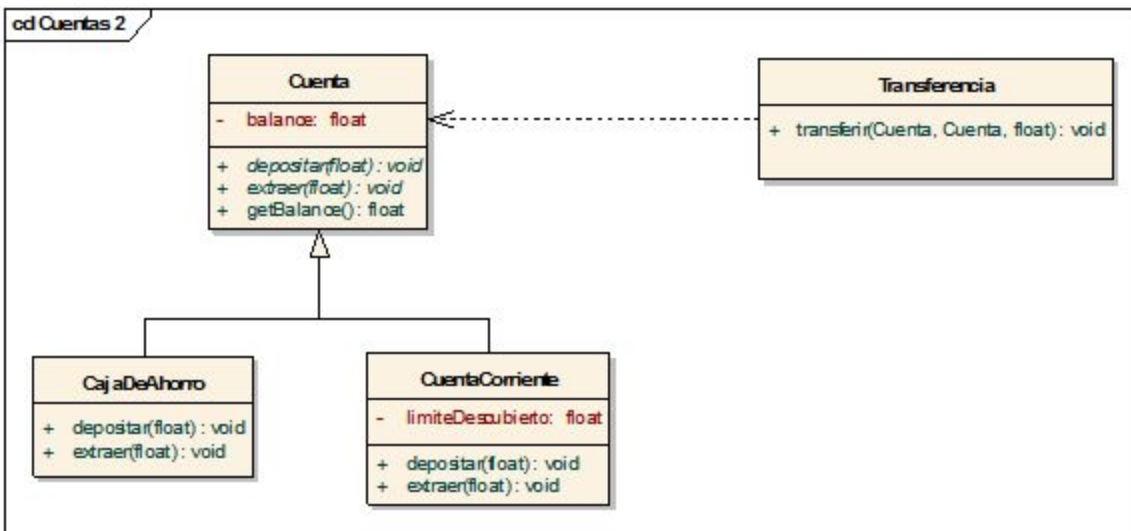 cd Cuentas 2
Cuenta
- balance: float
+ depositar(float) : void
+ extraer(float) : void
+ getBalance() : float
Transferencia
+ transferir(Cuenta, Cuenta, float) : void
CajaDeAhorro
+ depositar(float) : void
+ extraer(float) : void
CuentaCorriente
- limiteDescubierto: float
+ depositar(float) : void
+ extraer(float) : void